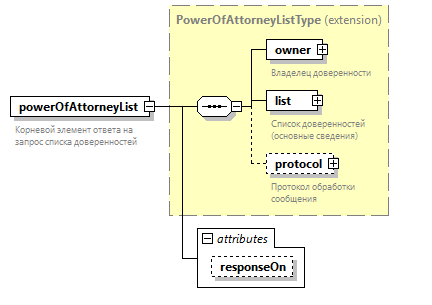 PowerOfAttorneyListType (extension)
owner
Владелец доверенности
powerOfAttorneyList
Корневой элемент ответа на
запрос списка доверенностей
list
Список доверенностей
(основные сведения)
protocol
Протокол обработки
сообщения
attributes
responseOn